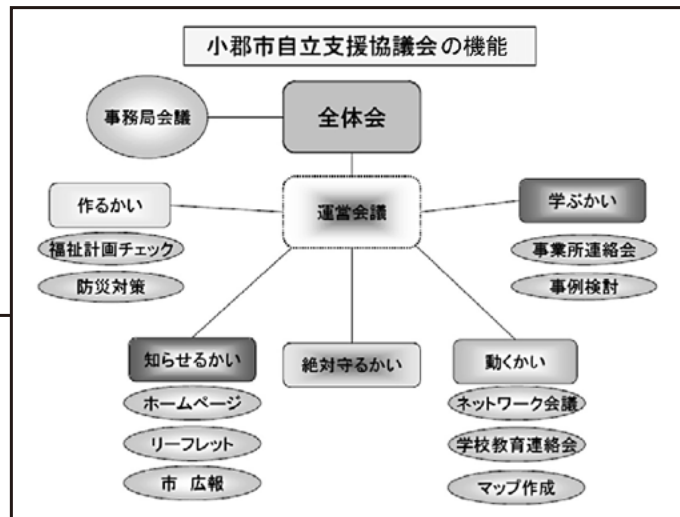 小郡市自立支援協議会の機能
事務局会議
全体会
作るかい
運営会議
学ぶかい
福祉計画チェック
防災対策
事業所連絡会
事例検討
知らせるかい
絶対守るかい
動くかい
ホームページ
リーフレット
市 広報
ネットワーク会議
学校教育連絡会
マップ作成